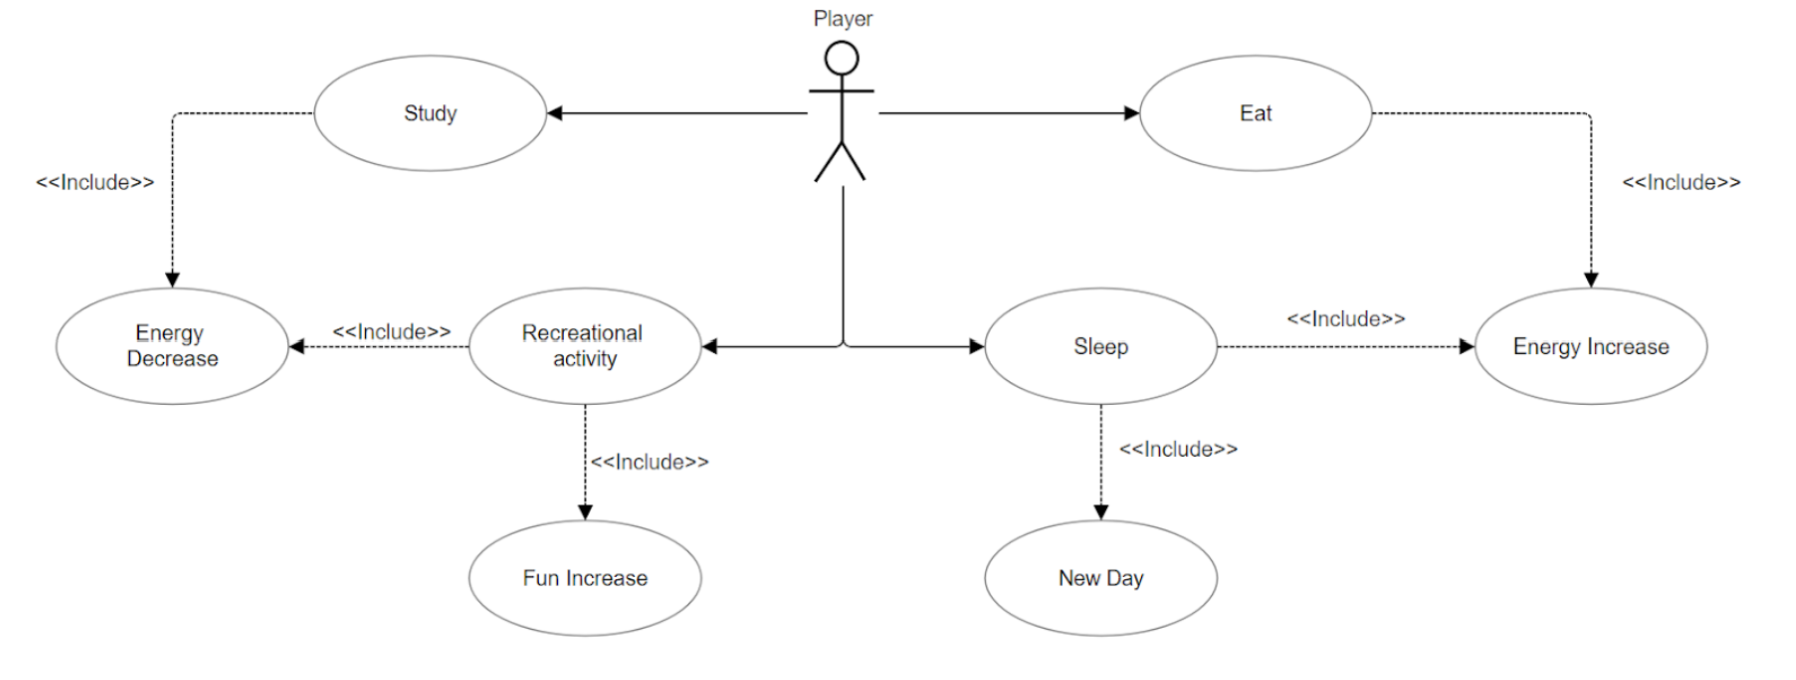 Player
Study
Eat
<<Include>>
<<Include>>
Energy
Decrease
<<Include>>
Recreational
activity
Sleep
<<Include>>
Energy Increase
<<Include>>
<<Include>>
Fun Increase
New Day